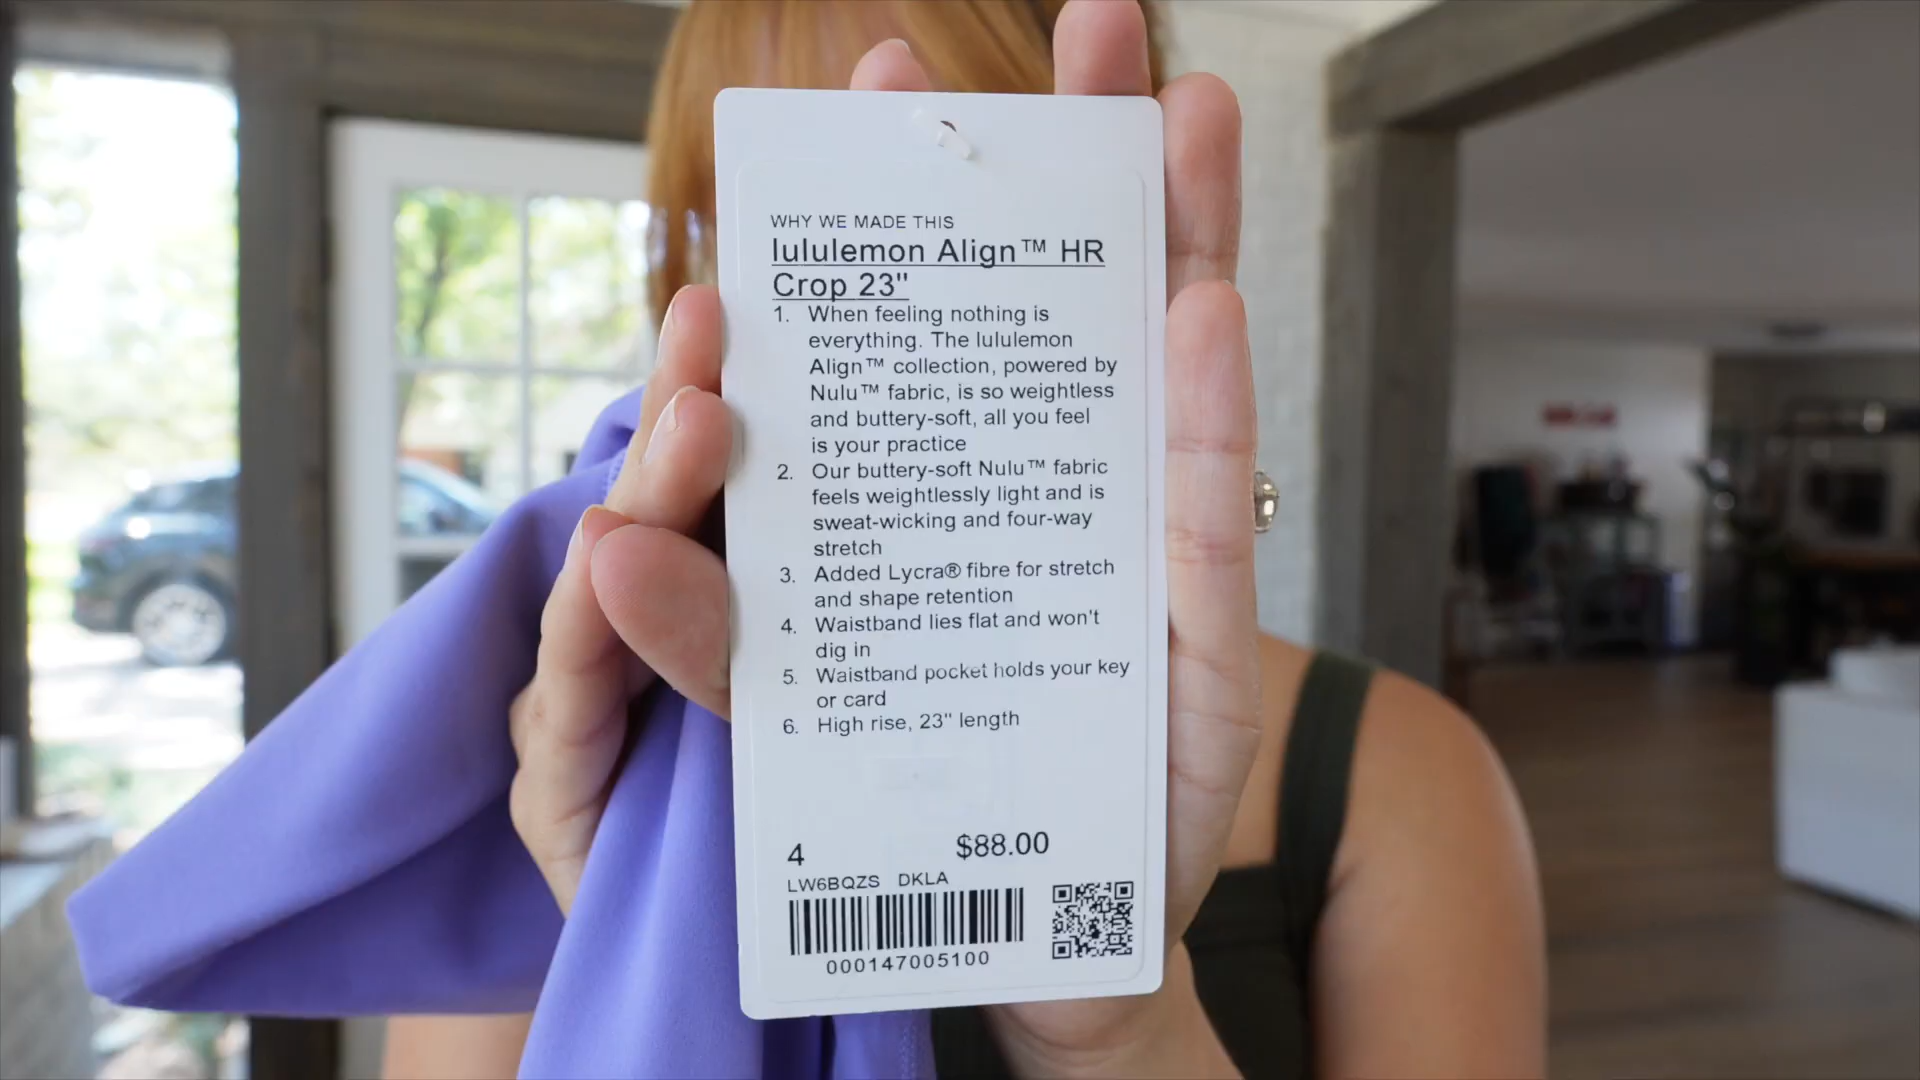 WHY WE MADE THIS
lululemon Align™ HR
Crop 23"
1. When feeling nothing is
everything. The lululemon
Align™ collection, powered by
Nulu™ fabric, is so weightless
and buttery-soft, all you feel
is your practice
2. Our buttery-soft Nulu™ fabric
feels weightlessly light and is
sweat-wicking and four-way
stretch
3. Added Lycra® fibre for stretch
and shape retention
4. Waistband lies flat and won't
dig in
5. Waistband pocket holds your key
or card
6. High rise, 23" length
4 $88.00
LW6BQZS DKLA
000147005100